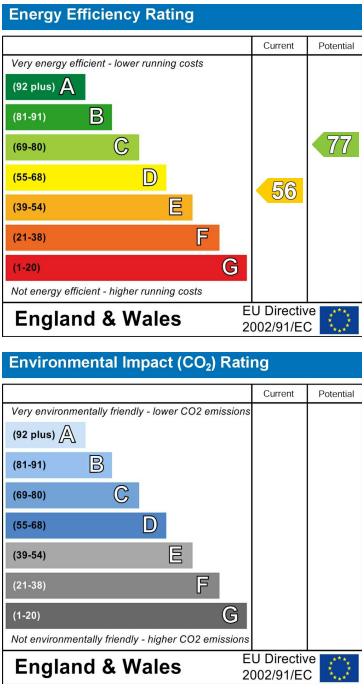 Energy Efficiency Rating
Current Potential
Very energy efficient - lower running costs
(92 plus) A
(81-91) B
(69-80) C
(55-68) D
(39-54) E
(21-38) F
(1-20) G
77
56
Not energy efficient - higher running costs
England & Wales
EU Directive
2002/91/EC
Environmental Impact (CO₂) Rating
Current Potential
Very environmentally friendly - lower CO2 emissions
(92 plus) A
(81-91) B
(69-80) C
(55-68) D
(39-54) E
(21-38) F
(1-20) G
Not environmentally friendly - higher CO2 emissions
England & Wales
EU Directive
2002/91/EC